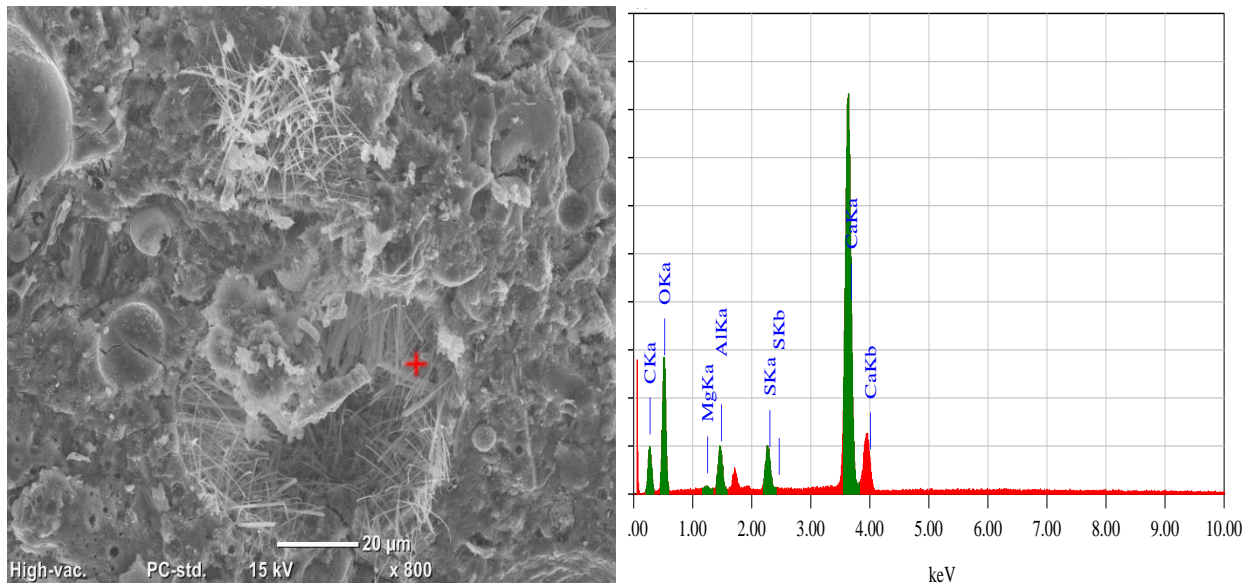 20 µm
High-vac. PC-std. 15 kV x 800
CKa
OKa
MgKa
AlKa
SKa
SKb
CaKa
CaKb
.00 1.00 2.00 3.00 4.00 5.00 6.00 7.00 8.00 9.00 10.00
keV